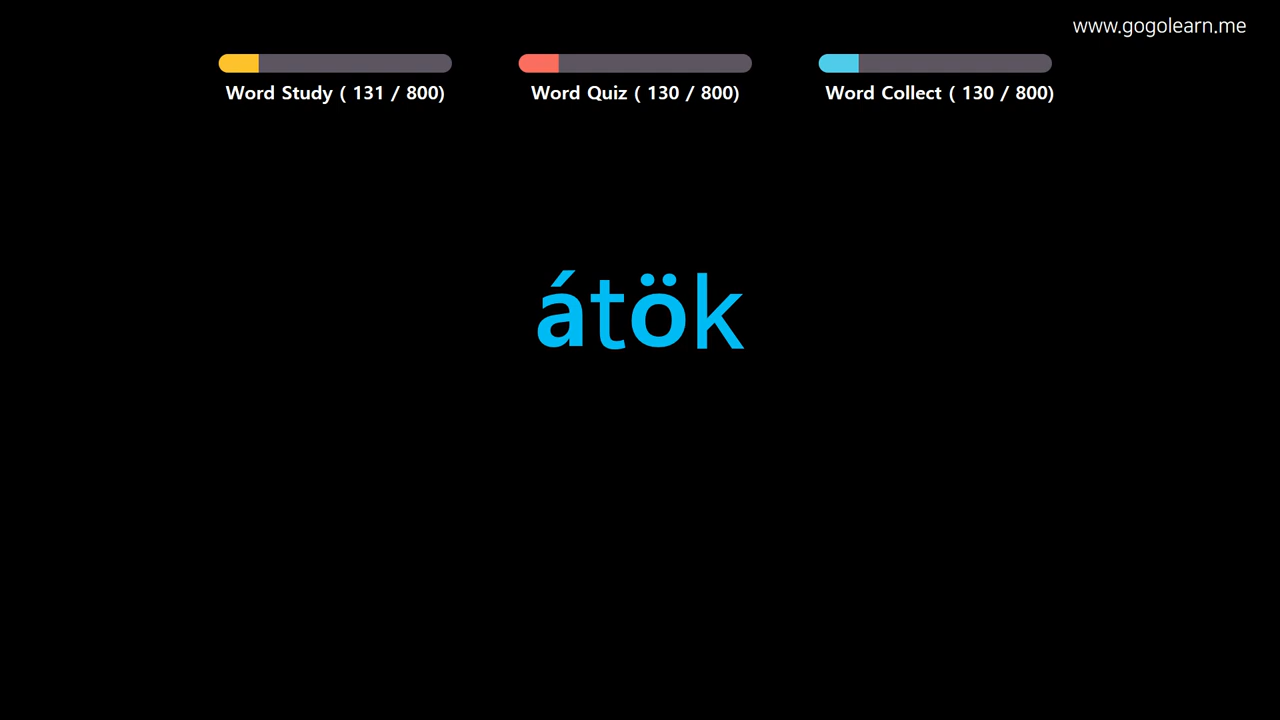 www.gogolearn.me
Word Study ( 131 / 800)
Word Quiz ( 130 / 800)
Word Collect ( 130 / 800)
átök